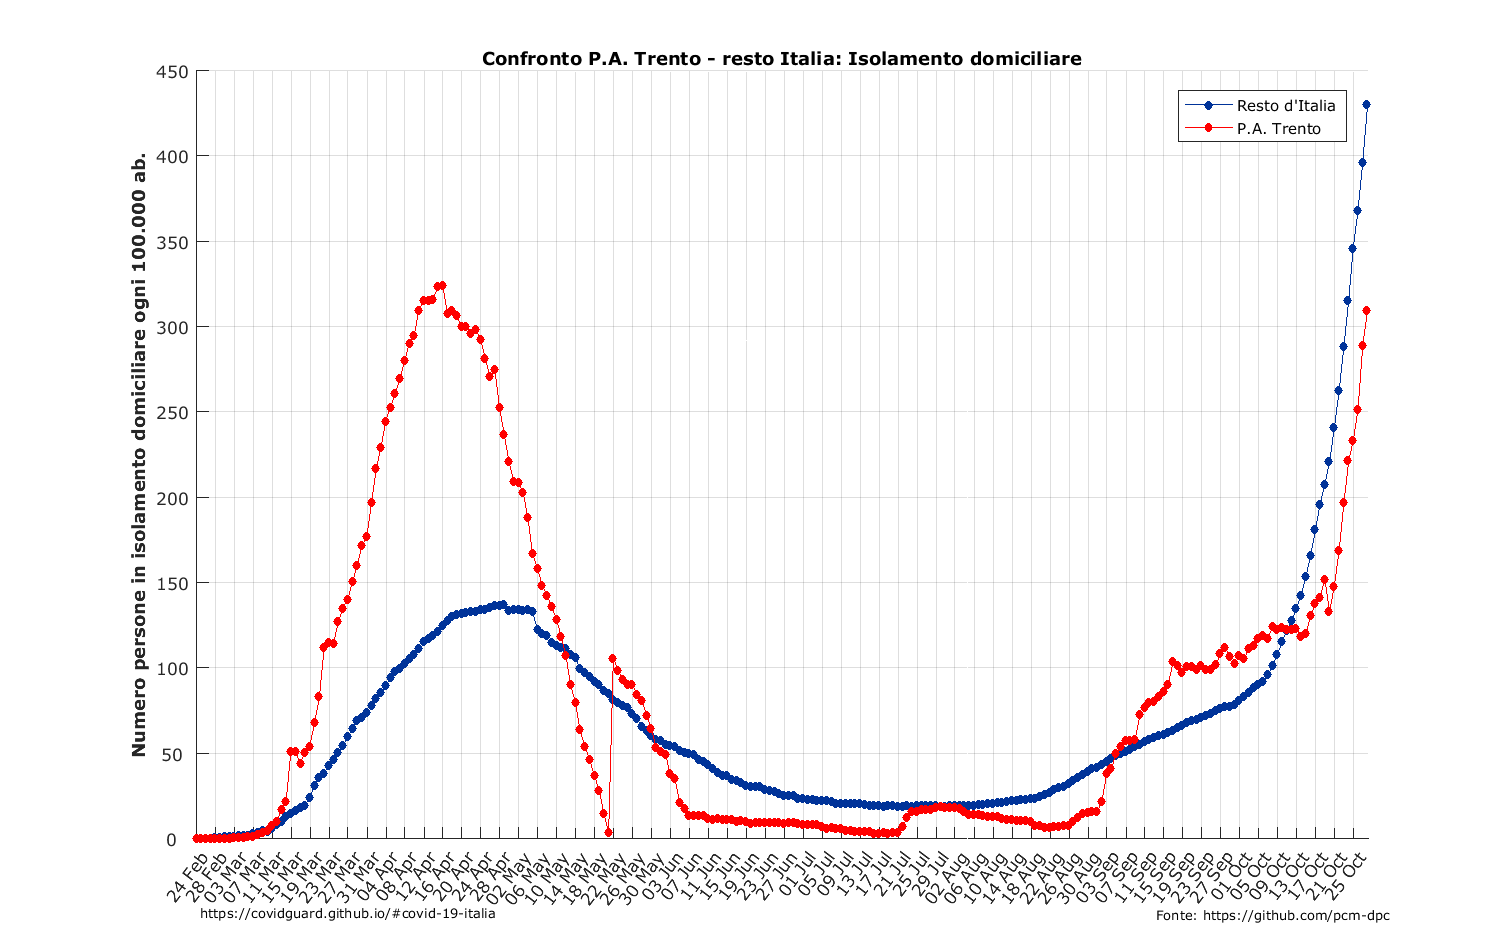 Confronto P.A. Trento - resto Italia: Isolamento domiciliare
Numero persone in isolamento domiciliare ogni 100.000 ab.
450
400
350
300
250
200
150
100
50
0
Resto d'Italia
P.A. Trento
24 Feb
28 Feb
03 Mar
07 Mar
11 Mar
15 Mar
19 Mar
23 Mar
27 Mar
31 Mar
04 Apr
08 Apr
12 Apr
16 Apr
20 Apr
24 Apr
28 Apr
02 May
06 May
10 May
14 May
18 May
22 May
26 May
30 May
03 Jun
07 Jun
11 Jun
15 Jun
19 Jun
23 Jun
27 Jun
01 Jul
05 Jul
09 Jul
13 Jul
17 Jul
21 Jul
25 Jul
29 Jul
02 Aug
06 Aug
10 Aug
14 Aug
18 Aug
22 Aug
26 Aug
30 Aug
03 Sep
07 Sep
11 Sep
15 Sep
19 Sep
23 Sep
27 Sep
01 Oct
05 Oct
09 Oct
13 Oct
17 Oct
21 Oct
25 Oct
https://covidguard.github.io/#covid-19-italia
Fonte: https://github.com/pcm-dpc